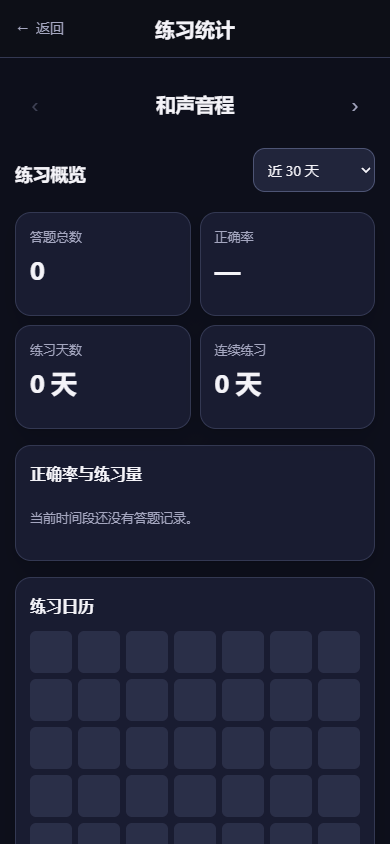 ← 返回
练习统计
‹ 和声音程 ›
练习概览
近 30 天
答题总数
0
正确率
—
练习天数
0 天
连续练习
0 天
正确率与练习量
当前时间段还没有答题记录。
练习日历